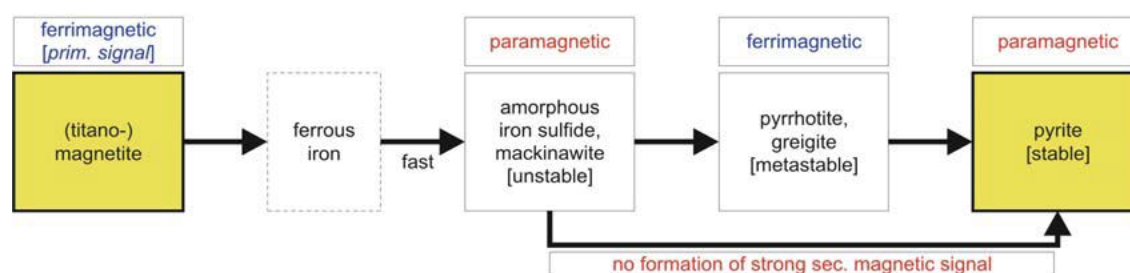 ferrimagnetic
[prim. signal]
paramagnetic
ferrimagnetic
paramagnetic
(titano-)
magnetite
ferrous
iron
fast
amorphous
iron sulfide,
mackinawite
[unstable]
pyrrhotite,
greigite
[metastable]
pyrite
[stable]
no formation of strong sec. magnetic signal